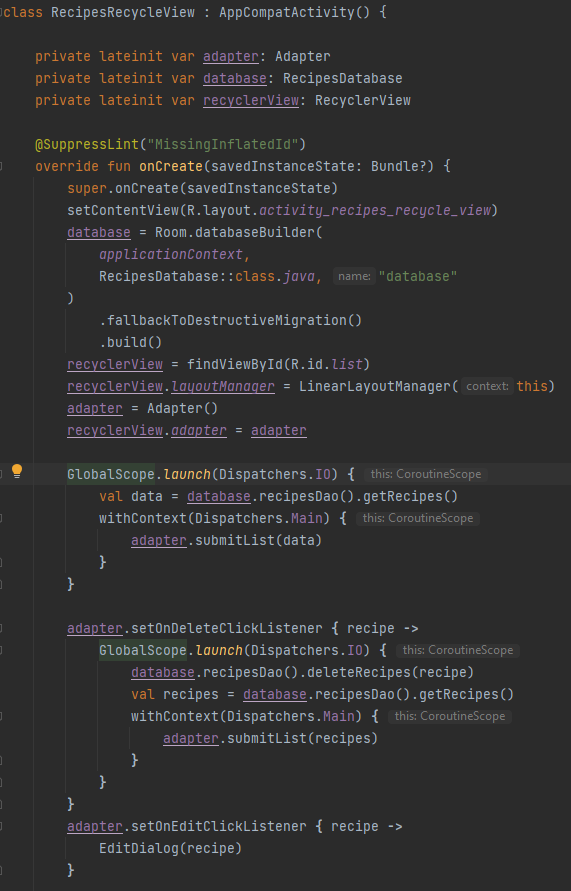 class RecipesRecycleView : AppCompatActivity() {
private lateinit var adapter: Adapter
private lateinit var database: RecipesDatabase
private lateinit var recyclerView: RecyclerView
@SuppressLint("MissingInflatedId")
override fun onCreate(savedInstanceState: Bundle?) {
super.onCreate(savedInstanceState)
setContentView(R.layout.activity_recipes_recycle_view)
database = Room.databaseBuilder(
applicationContext,
RecipesDatabase::class.java, name: "database"
)
.fallbackToDestructiveMigration()
.build()
recyclerView = findViewById(R.id.list)
recyclerView.layoutManager = LinearLayoutManager( context: this)
adapter = Adapter()
recyclerView.adapter = adapter
GlobalScope.launch(Dispatchers.IO) { this: CoroutineScope
val data = database.recipesDao().getRecipes()
withContext(Dispatchers.Main) { this: CoroutineScope
adapter.submitList(data)
}
}
adapter.setOnDeleteClickListener { recipe ->
GlobalScope.launch(Dispatchers.IO) { this: CoroutineScope
database.recipesDao().deleteRecipes(recipe)
val recipes = database.recipesDao().getRecipes()
withContext(Dispatchers.Main) { this: CoroutineScope
adapter.submitList(recipes)
}
}
}
adapter.setOnEditClickListener { recipe ->
EditDialog(recipe)
}